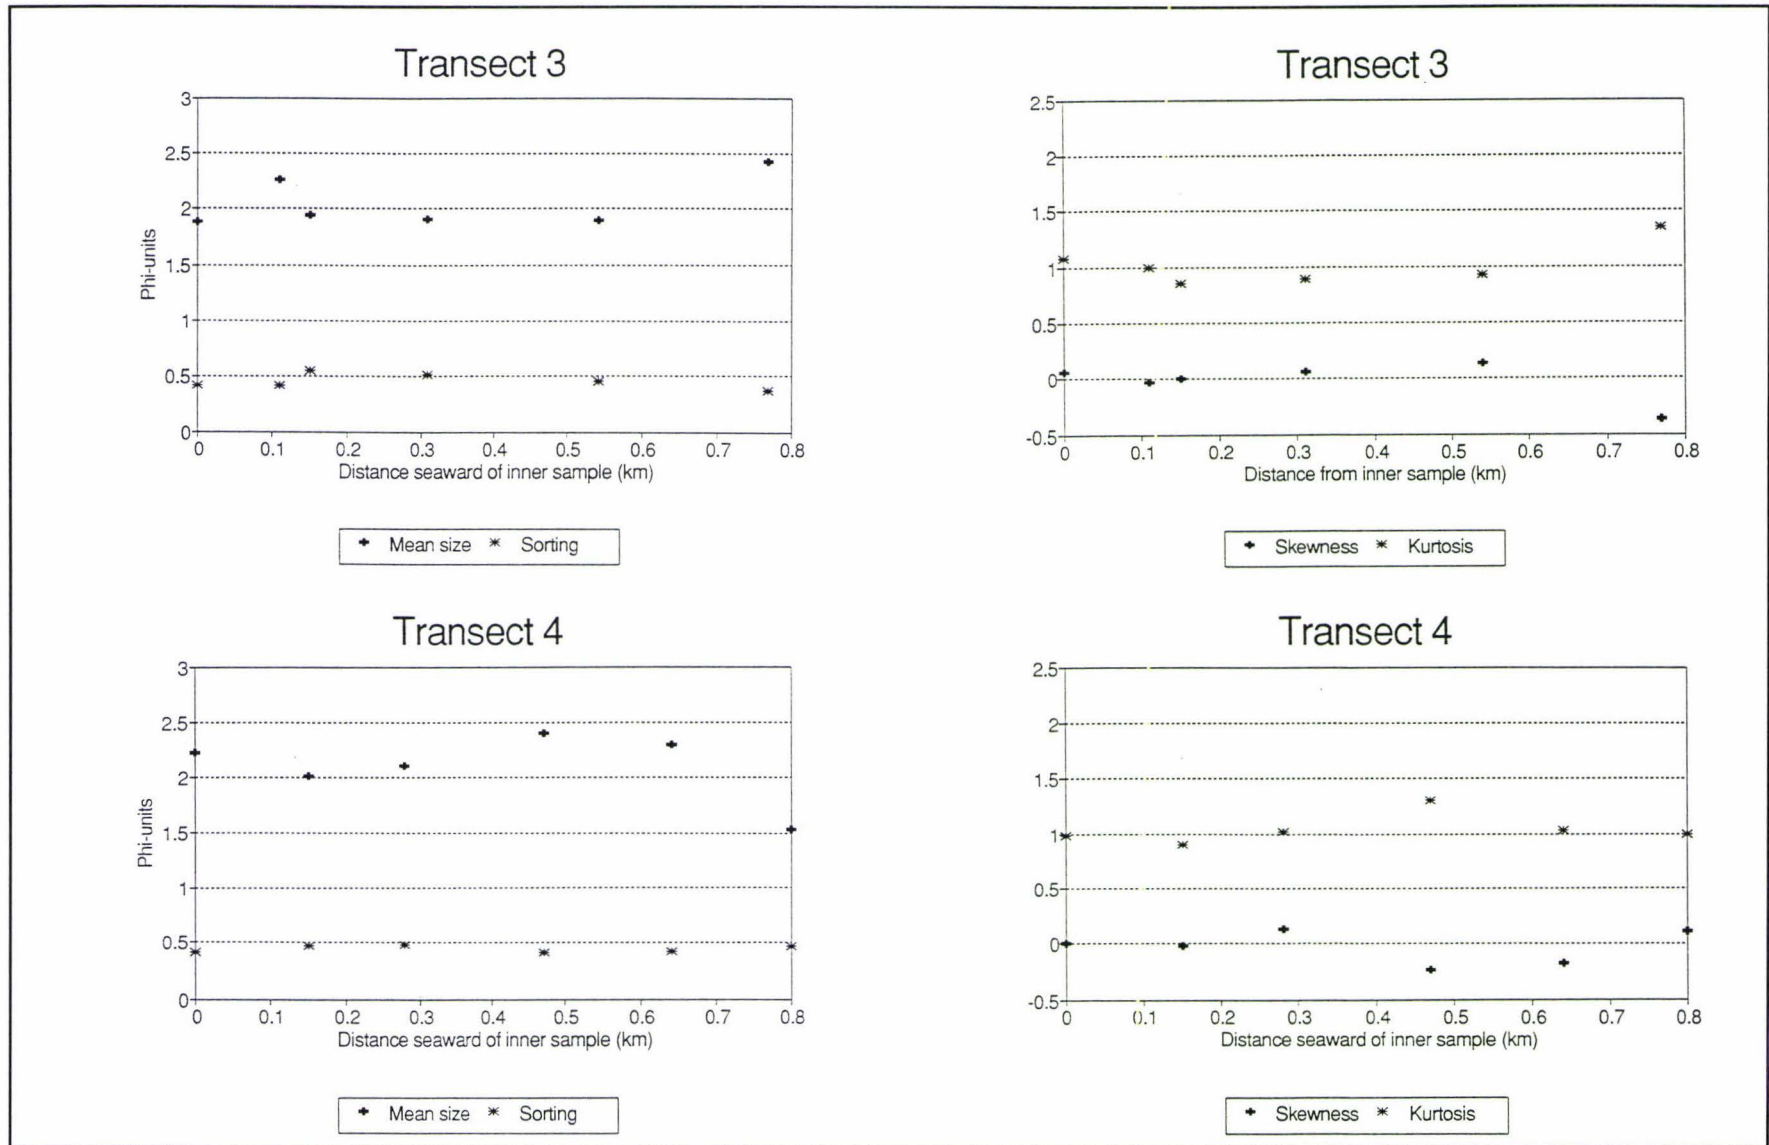 Transect 3
3
2.5
2
1.5
1
0.5
0
Phi-units
0 0.1 0.2 0.3 0.4 0.5 0.6 0.7 0.8
Distance seaward of inner sample (km)
Mean size Sorting
Transect 3
2.5
2
1.5
1
0.5
0
-0.5
0 0.1 0.2 0.3 0.4 0.5 0.6 0.7 0.8
Distance from inner sample (km)
Skewness Kurtosis
Transect 4
3
2.5
2
1.5
1
0.5
0
Phi-units
0 0.1 0.2 0.3 0.4 0.5 0.6 0.7 0.8
Distance seaward of inner sample (km)
Mean size Sorting
Transect 4
2.5
2
1.5
1
0.5
0
-0.5
0 0.1 0.2 0.3 0.4 0.5 0.6 0.7 0.8
Distance seaward of inner sample (km)
Skewness Kurtosis